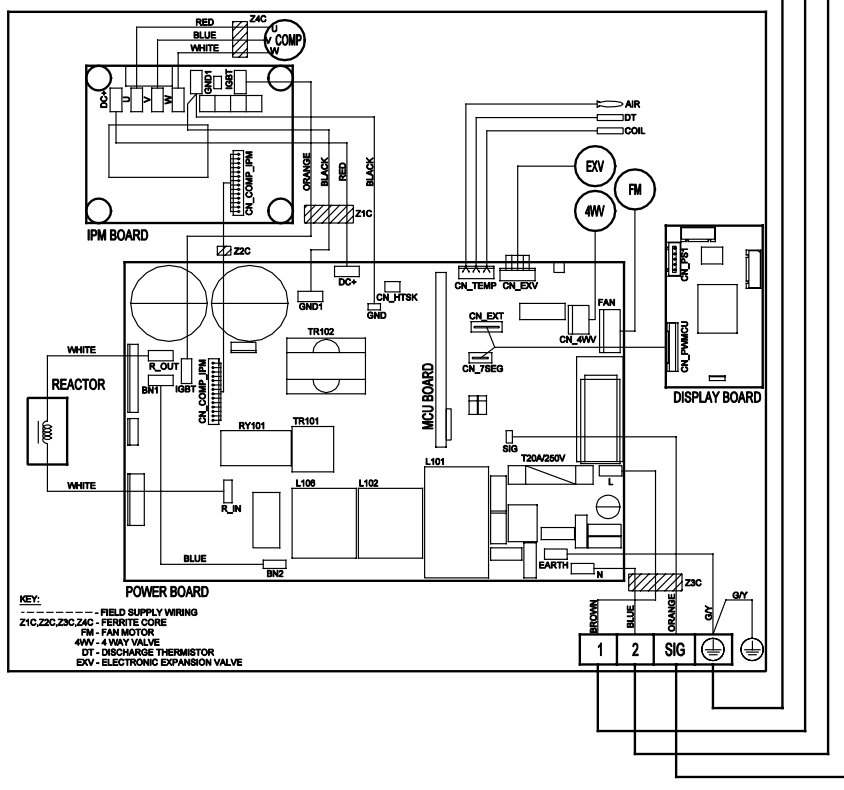 RED
Z4C
BLUE
WHITE
U
V
W
COMP
DC+
U
V
W
GND1
IGBT
CN_COMP_IPM
ORANGE
BLACK
RED
BLACK
Z1C
IPM BOARD
Z2C
AIR
DT
COIL
EXV
FM
4WV
CN_PS1
CN_PWMCU
DISPLAY BOARD
GND1
DC+
GND
CN_HTSK
CN_TEMP
CN_EXV
FAN
CN_EXT
CN_4WV
CN_7SEG
MCU BOARD
TR102
WHITE
R_OUT
REACTOR
BN1
IGBT
CN_COMP_IPM
RY101
TR101
SIG
L101
T20A/250V
L
WHITE
R_IN
L106
L102
BLUE
BN2
EARTH
N
POWER BOARD
Z3C
BROWN
BLUE
ORANGE
G/Y
G/Y
1
2
SIG
KEY:
- FIELD SUPPLY WIRING
Z1C,Z2C,Z3C,Z4C - FERRITE CORE
FM - FAN MOTOR
4WV - 4 WAY VALVE
DT - DISCHARGE THERMISTOR
EXV - ELECTRONIC EXPANSION VALVE